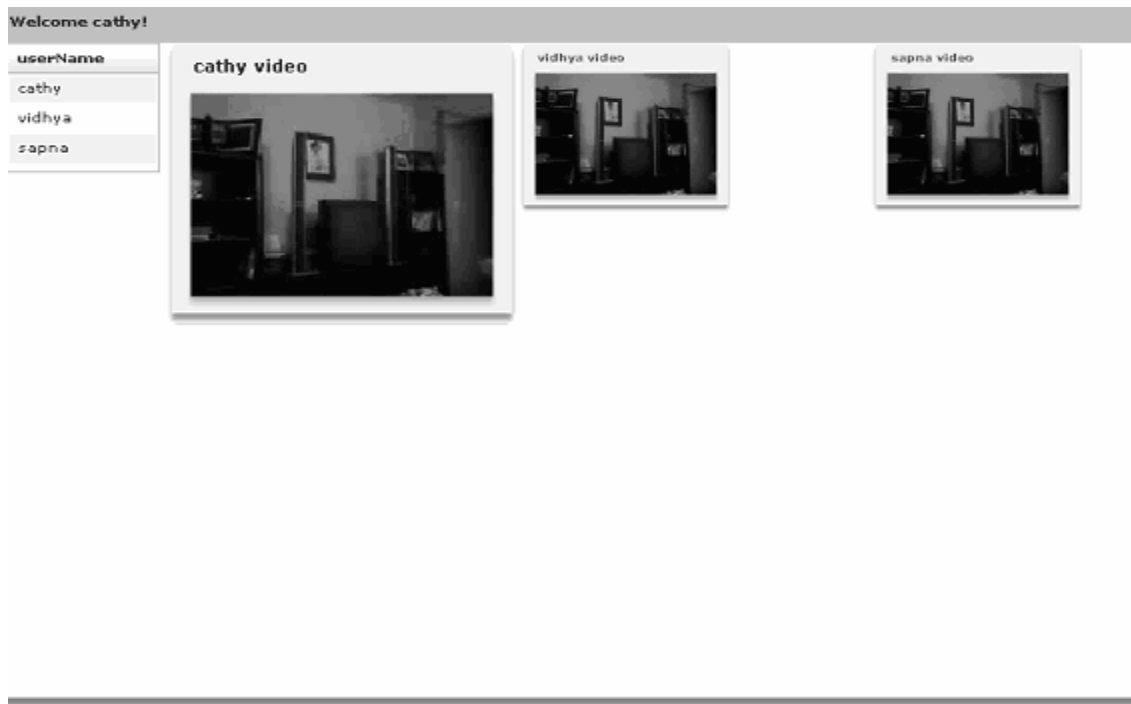 Welcome cathy!
userName
cathy
vidhya
sapna
cathy video
vidhya video
sapna video